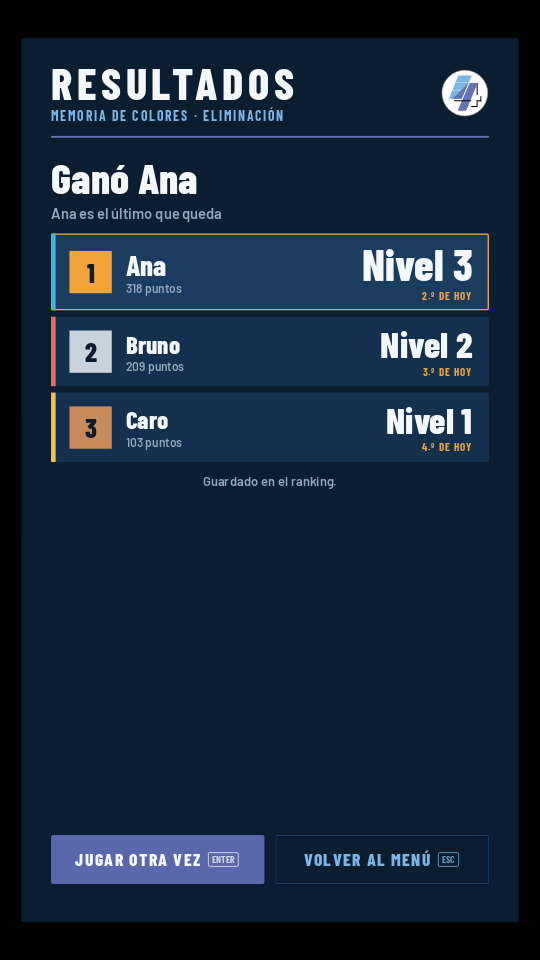 RESULTADOS
MEMORIA DE COLORES · ELIMINACIÓN
Ganó Ana
Ana es el último que queda
1
Ana
318 puntos
Nivel 3
2.º DE HOY
2
Bruno
209 puntos
Nivel 2
3.º DE HOY
3
Caro
103 puntos
Nivel 1
4.º DE HOY
Guardado en el ranking.
JUGAR OTRA VEZ ENTER
VOLVER AL MENÚ ESC